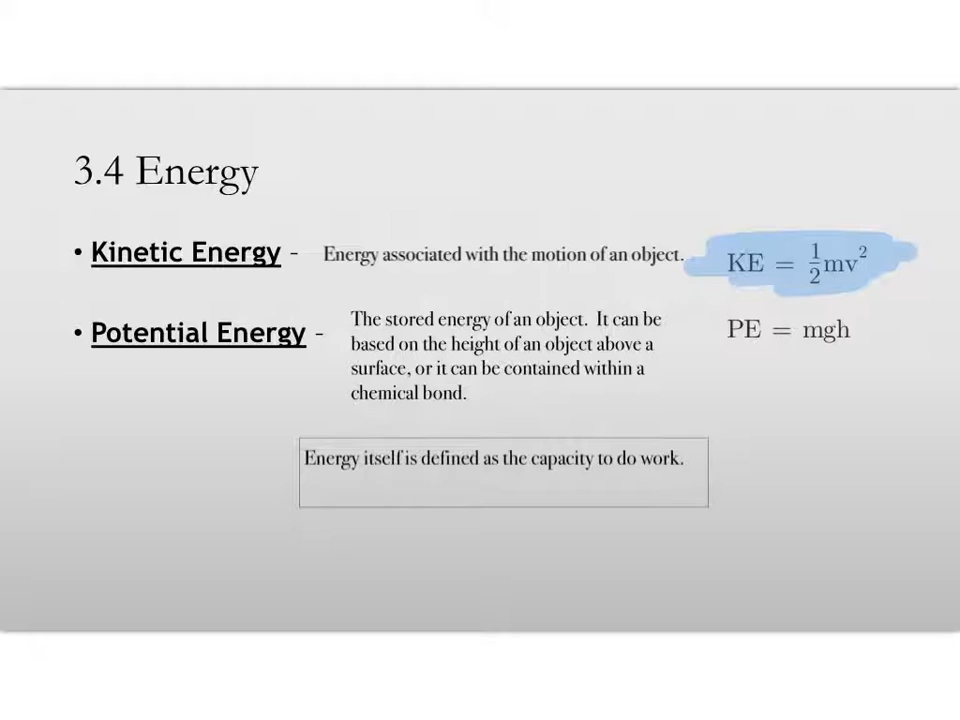 3.4 Energy
• Kinetic Energy – Energy associated with the motion of an object. KE = 1/2 mv²
• Potential Energy – The stored energy of an object. It can be
based on the height of an object above a
surface, or it can be contained within a
chemical bond.
PE = mgh
Energy itself is defined as the capacity to do work.